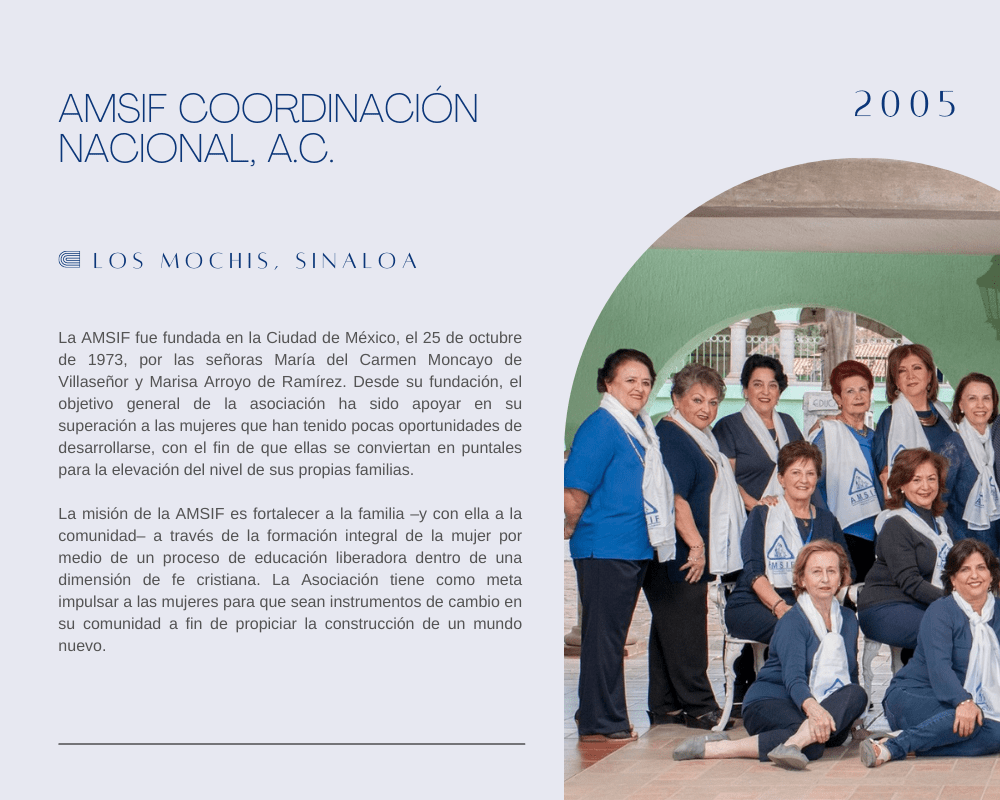 AMSIF COORDINACIÓN
NACIONAL, A.C.
2005
LOS MOCHIS, SINALOA
La AMSIF fue fundada en la Ciudad de México, el 25 de octubre
de 1973, por las señoras María del Carmen Moncayo de
Villaseñor y Marisa Arroyo de Ramírez. Desde su fundación, el
objetivo general de la asociación ha sido apoyar en su
superación a las mujeres que han tenido pocas oportunidades de
desarrollarse, con el fin de que ellas se conviertan en puntales
para la elevación del nivel de sus propias familias.
La misión de la AMSIF es fortalecer a la familia –y con ella a la
comunidad– a través de la formación integral de la mujer por
medio de un proceso de educación liberadora dentro de una
dimensión de fe cristiana. La Asociación tiene como meta
impulsar a las mujeres para que sean instrumentos de cambio en
su comunidad a fin de propiciar la construcción de un mundo
nuevo.